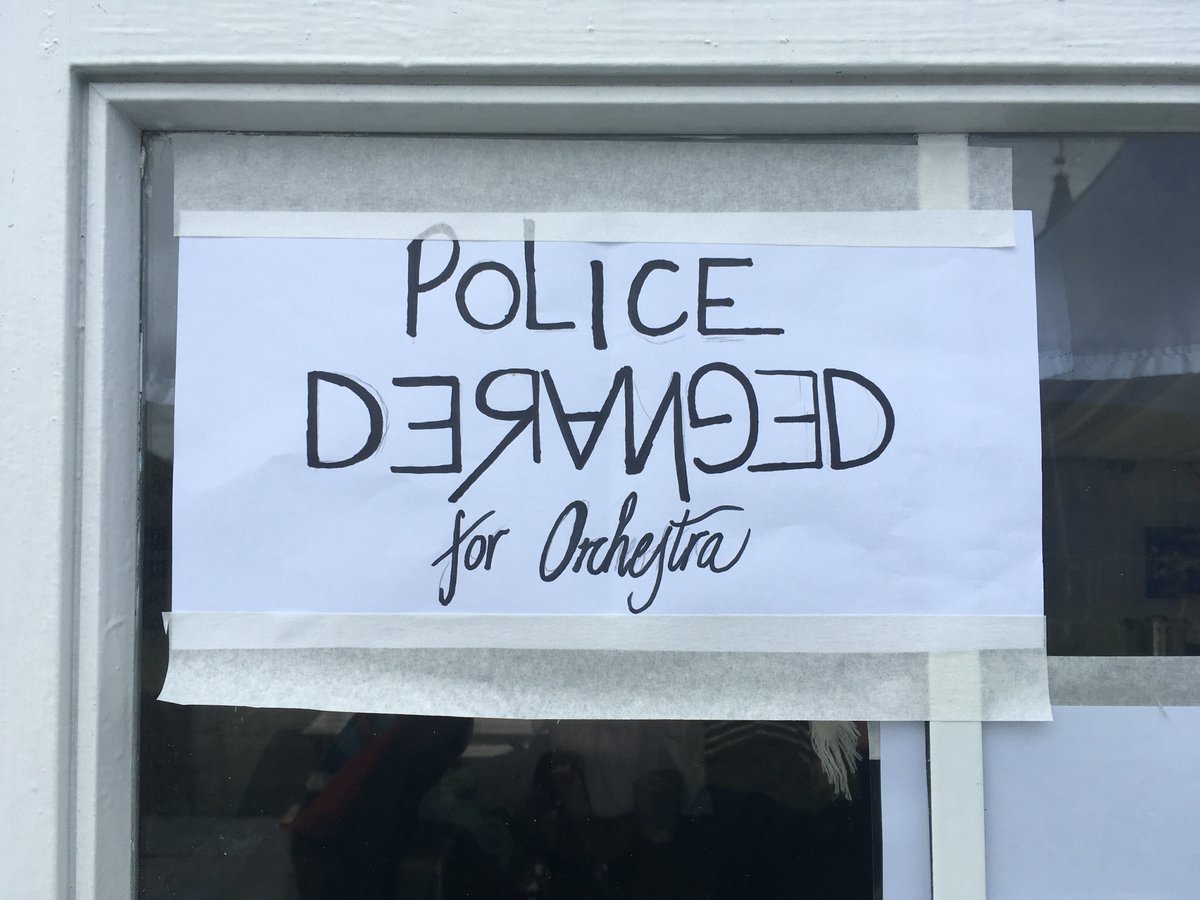 POLICE
DERANGED
for Orchestra